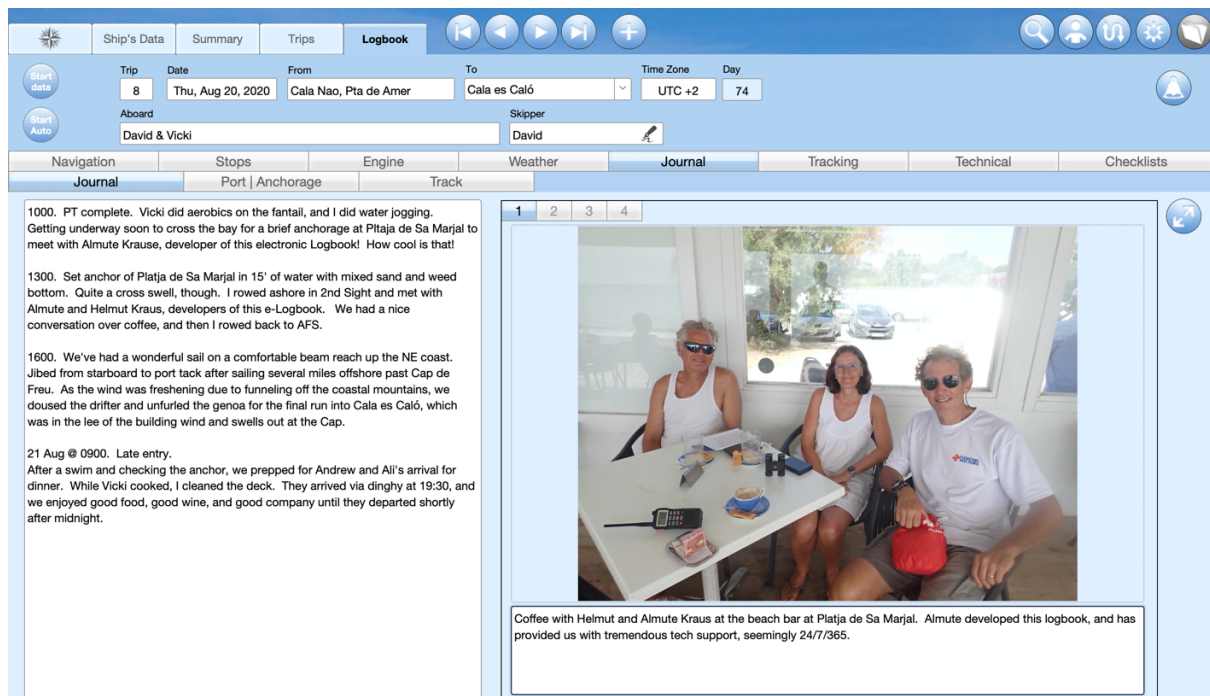 Ship's Data
Summary
Trips
Logbook
Start data
Start Auto
Trip
8
Date
Thu, Aug 20, 2020
From
Cala Nao, Pta de Amer
To
Cala es Caló
Time Zone
UTC +2
Day
74
Aboard
David & Vicki
Skipper
David
Navigation
Stops
Engine
Weather
Journal
Tracking
Technical
Checklists
Journal
Port | Anchorage
Track
1000.  PT complete.  Vicki did aerobics on the fantail, and I did water jogging.
Getting underway soon to cross the bay for a brief anchorage at Pltaja de Sa Marjal to
meet with Almute Krause, developer of this electronic Logbook!  How cool is that!
1300.  Set anchor of Platja de Sa Marjal in 15' of water with mixed sand and weed
bottom.  Quite a cross swell, though.  I rowed ashore in 2nd Sight and met with
Almute and Helmut Kraus, developers of this e-Logbook.  We had a nice
conversation over coffee, and then I rowed back to AFS.
1600.  We've had a wonderful sail on a comfortable beam reach up the NE coast.
Jibed from starboard to port tack after sailing several miles offshore past Cap de
Freu.  As the wind was freshening due to funneling off the coastal mountains, we
doused the drifter and unfurled the genoa for the final run into Cala es Caló, which
was in the lee of the building wind and swells out at the Cap.
21 Aug @ 0900.  Late entry.
After a swim and checking the anchor, we prepped for Andrew and Ali's arrival for
dinner.  While Vicki cooked, I cleaned the deck.  They arrived via dinghy at 19:30, and
we enjoyed good food, good wine, and good company until they departed shortly
after midnight.
1
2
3
4
Coffee with Helmut and Almute Kraus at the beach bar at Platja de Sa Marjal.  Almute developed this logbook, and has
provided us with tremendous tech support, seemingly 24/7/365.